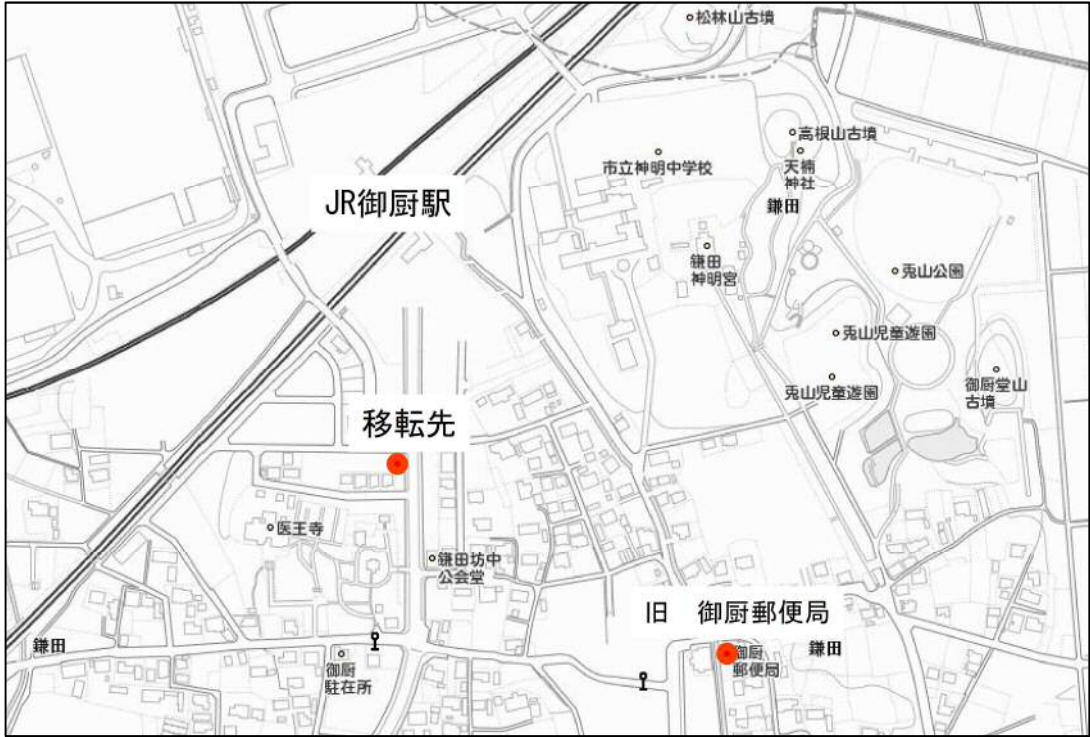 松林山古墳
高根山古墳
市立神明中学校
天楠
神社
JR御厨駅
鎌田
鎌田
神明宮
兎山公園
兎山児童遊園
御厨堂山
古墳
兎山児童遊園
移転先
医王寺
鎌田坊中
公会堂
旧　御厨郵便局
鎌田
鎌田
御厨
駐在所
御厨
郵便局